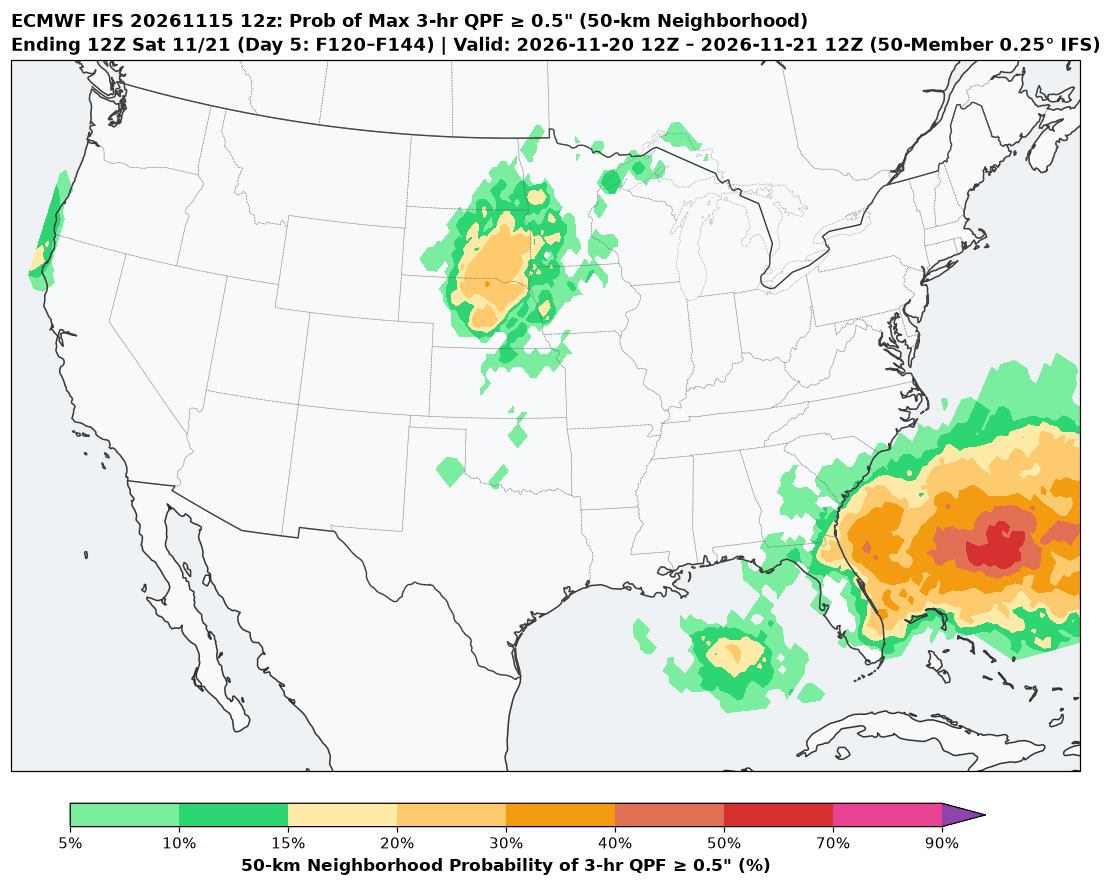 ECMWF IFS 20261115 12z: Prob of Max 3-hr QPF ≥ 0.5" (50-km Neighborhood)
Ending 12Z Sat 11/21 (Day 5: F120–F144) | Valid: 2026-11-20 12Z – 2026-11-21 12Z (50-Member 0.25° IFS)
5% 10% 15% 20% 30% 40% 50% 70% 90%
50-km Neighborhood Probability of 3-hr QPF ≥ 0.5" (%)